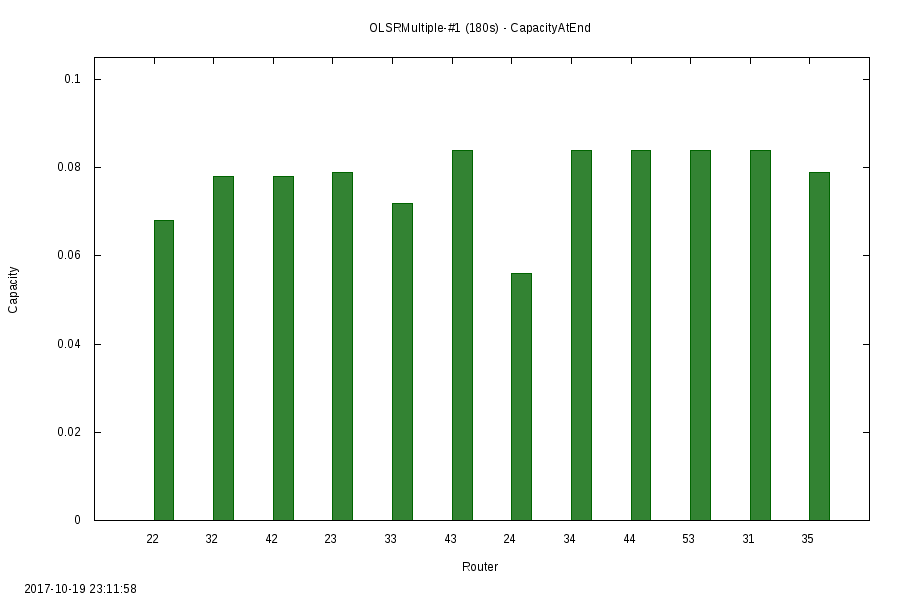 OLSRMultiple-#1 (180s) - CapacityAtEnd
0.1
0.08
0.06
0.04
0.02
0
Capacity
22 32 42 23 33 43 24 34 44 53 31 35
Router
2017-10-19 23:11:58